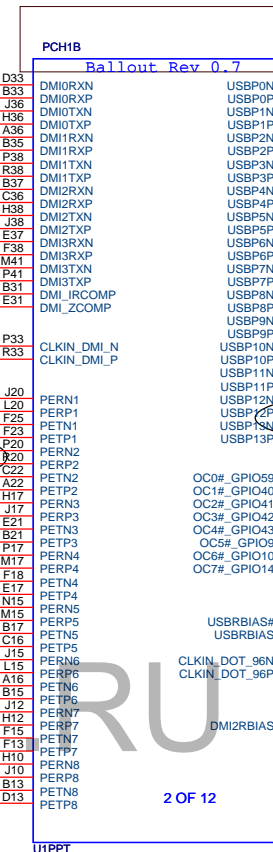 PCH1B
Ballout Rev 0.7
D33 DMI0RXN USBP0N
B33 DMI0RXP USBP0P
J36 DMI0TXN USBP1N
H36 DMI0TXP USBP1P
A36 DMI1RXN USBP2N
B35 DMI1RXP USBP2P
P38 DMI1TXN USBP3N
R38 DMI1TXP USBP3P
B37 DMI2RXN USBP4N
C36 DMI2RXP USBP4P
H38 DMI2TXN USBP5N
J38 DMI2TXP USBP5P
E37 DMI3RXN USBP6N
F38 DMI3RXP USBP6P
M41 DMI3TXN USBP7N
P41 DMI3TXP USBP7P
B31 DMI_IRCOMP USBP8N
E31 DMI_ZCOMP USBP8P
USBP9N
USBP9P
P33 CLKIN_DMI_N USBP10N
R33 CLKIN_DMI_P USBP10P
USBP11N
USBP11P
J20 PERN1 USBP12N
L20 PERP1 USBP12P
F25 PETN1 USBP13N
F23 PETP1 USBP13P
P20 PERN2
R20 PERP2
C22 PETN2 OC0#_GPIO59
A22 PETP2 OC1#_GPIO40
H17 PERN3 OC2#_GPIO41
J17 PERP3 OC3#_GPIO42
E21 PETN3 OC4#_GPIO43
B21 PETP3 OC5#_GPIO9
P17 PERN4 OC6#_GPIO10
M17 PERP4 OC7#_GPIO14
F18 PETN4
E17 PETP4
N15 PERN5
M15 PERP5 USBRBIAS#
B17 PETN5 USBRBIAS
C16 PETP5
J15 PERN6 CLKIN_DOT_96N
L15 PERP6 CLKIN_DOT_96P
A16 PETN6
B15 PETP6
J12 PERN7
H12 PERP7 DMI2RBIAS
F15 PETN7
F13 PETP7
H10 PERN8
J10 PERP8
B13 PETN8
D13 PETP8
2 OF 12
.RU
U1PPT